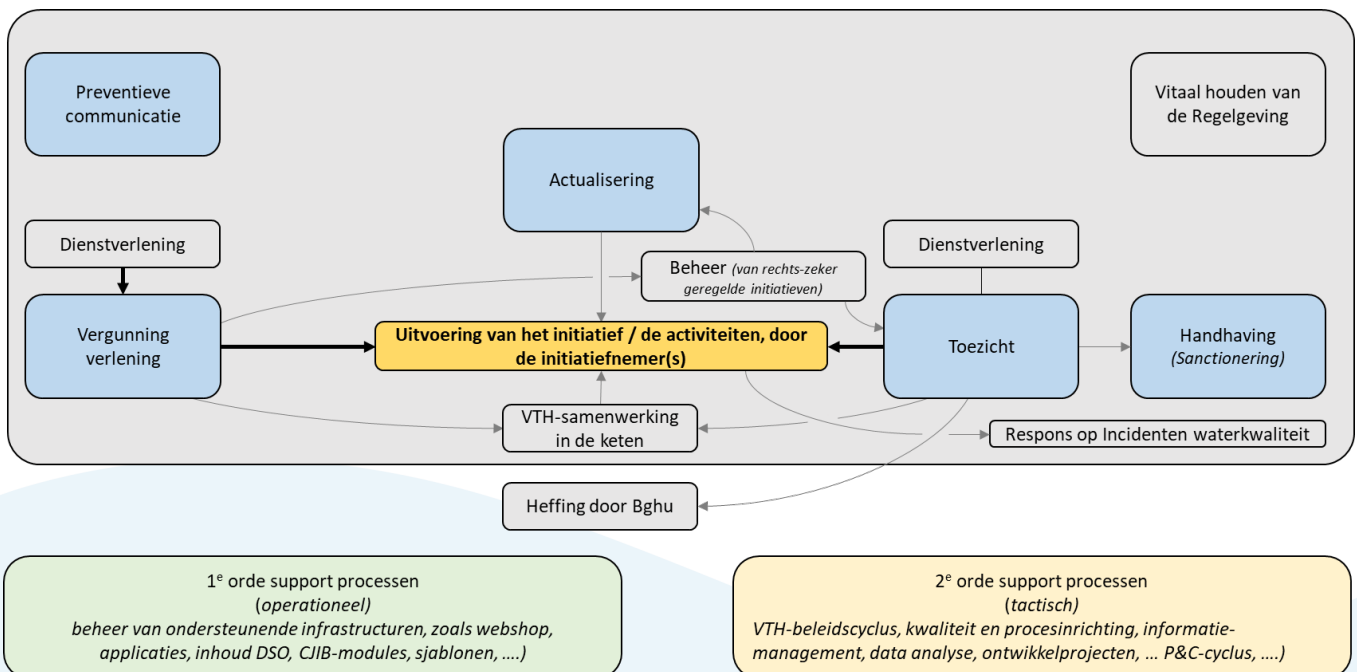 Preventieve
communicatie
Vitaal houden van
de Regelgeving
Actualisering
Dienstverlening
Dienstverlening
Beheer (van rechts-zeker
geregelde initiatieven)
Vergunning
verlening
Uitvoering van het initiatief / de activiteiten, door
de initiatiefnemer(s)
Toezicht
Handhaving
(Sanctionering)
VTH-samenwerking
in de keten
Respons op Incidenten waterkwaliteit
Heffing door Bghu
1e orde support processen
(operationeel)
beheer van ondersteunende infrastructuren, zoals webshop,
applicaties, inhoud DSO, CJIB-modules, sjablonen, ....)
2e orde support processen
(tactisch)
VTH-beleidscyclus, kwaliteit en procesinrichting, informatie-
management, data analyse, ontwikkelprojecten, ... P&C-cyclus, ....)